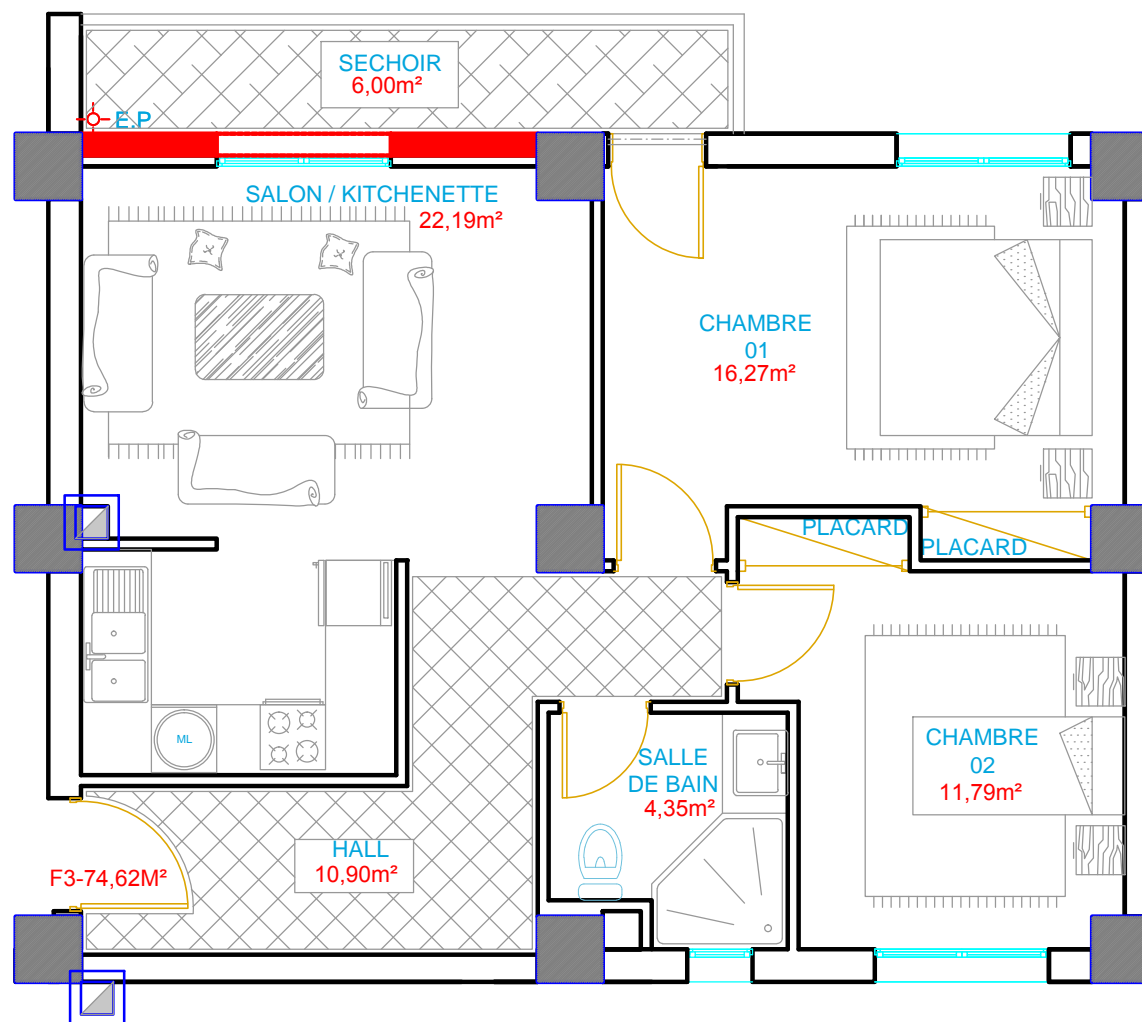 SECHOIR
6,00m²
E.P
SALON / KITCHENETTE
22,19m²
CHAMBRE
01
16,27m²
PLACARD
PLACARD
ML
SALLE
DE BAIN
4,35m²
CHAMBRE
02
11,79m²
HALL
10,90m²
F3-74,62M²